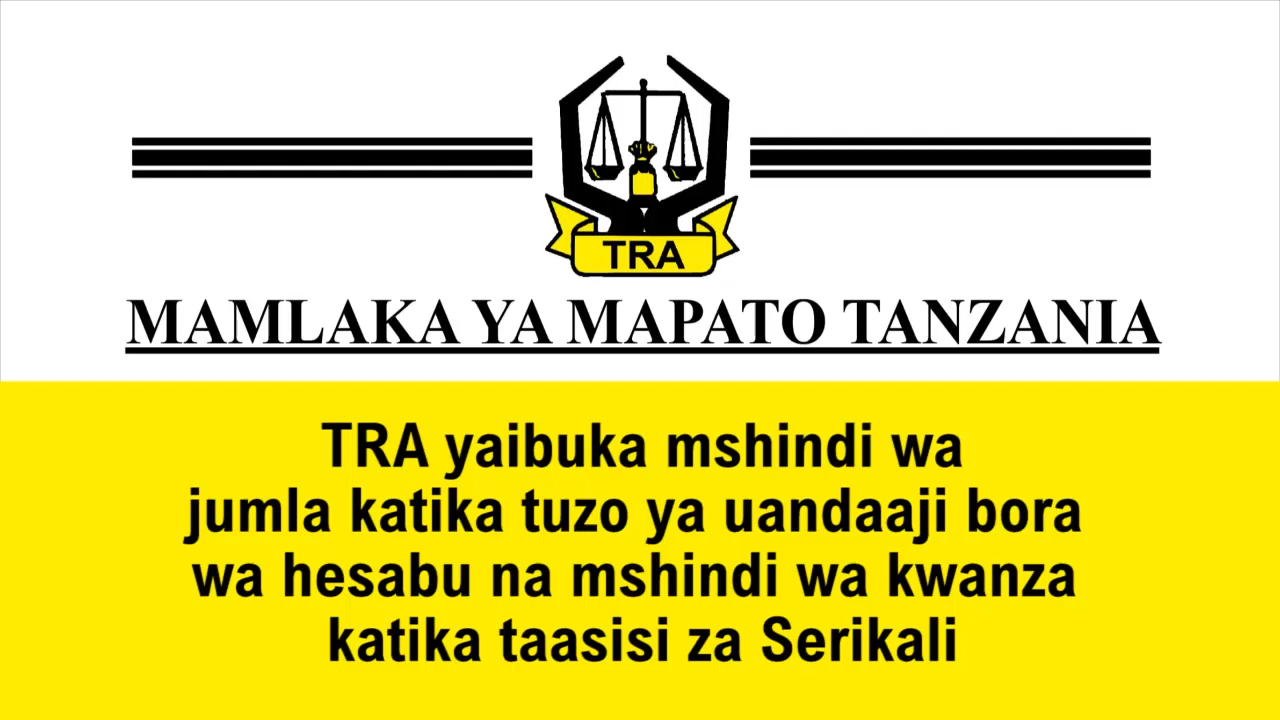 TRA
MAMLAKA YA MAPATO TANZANIA
TRA yaibuka mshindi wa
jumla katika tuzo ya uandaaji bora
wa hesabu na mshindi wa kwanza
katika taasisi za Serikali